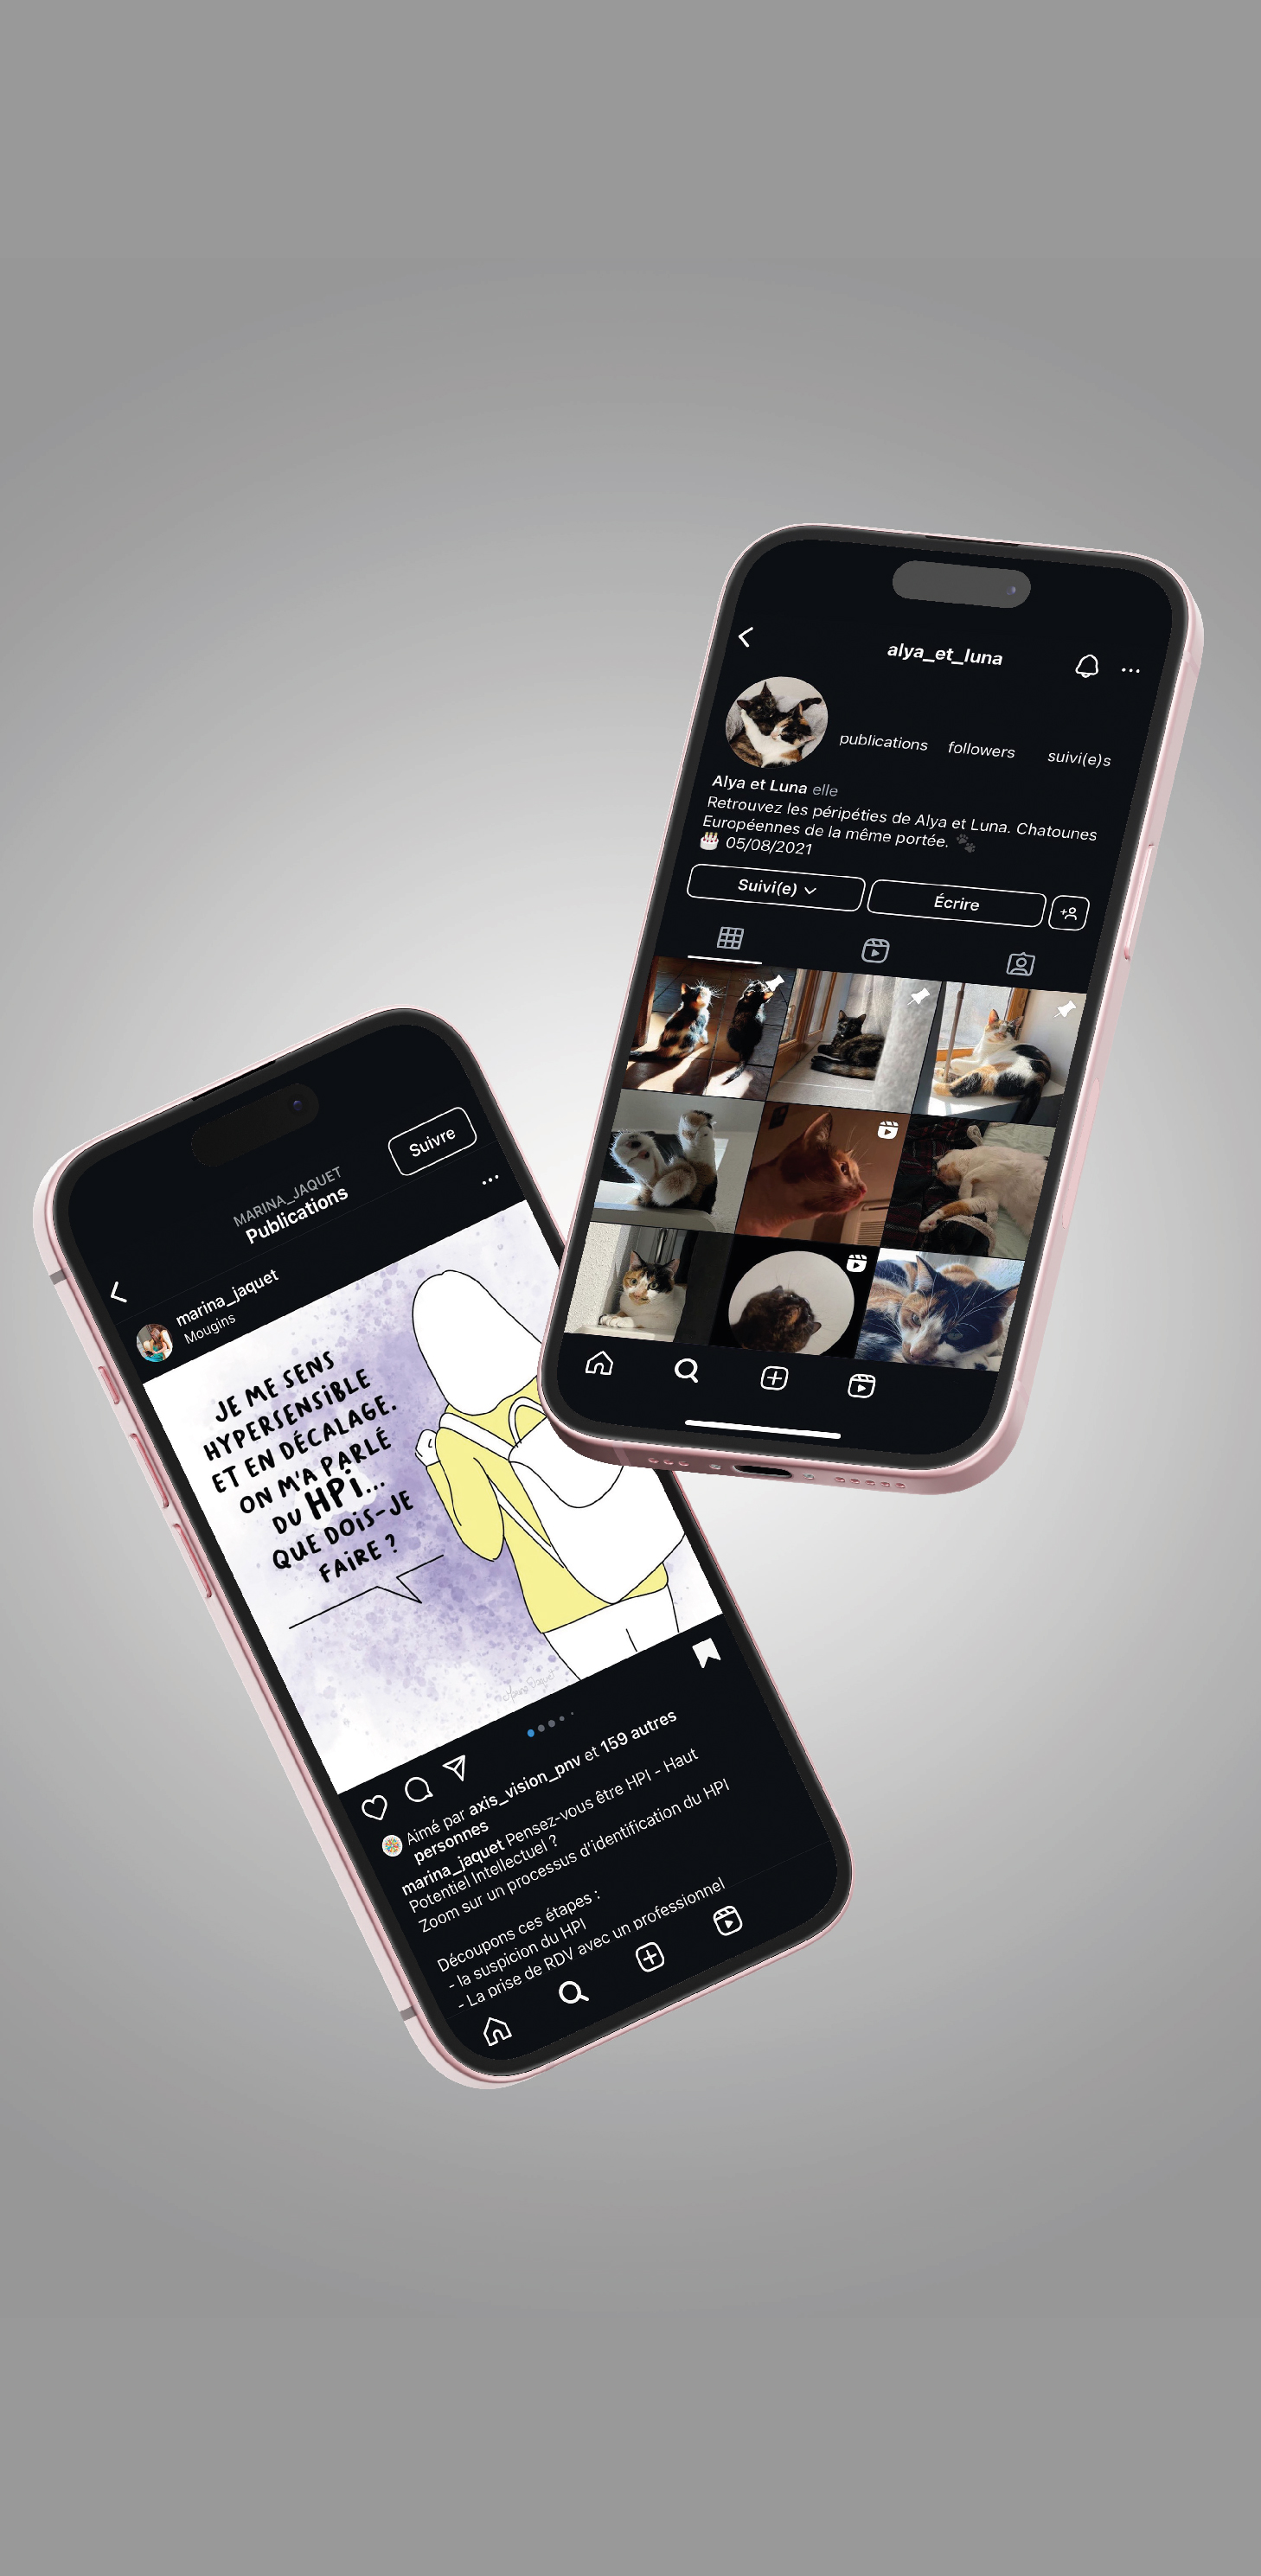 alya_et_luna
publications followers suivi(e)s
Alya et Luna elle
Retrouvez les péripéties de Alya et Luna. Chatounes
Européennes de la même portée. 🐾
🎂 05/08/2021
Suivi(e)
Écrire
Suivre
MARINA_JAQUET
Publications
marina_jaquet
Mougins
JE ME SENS
HYPERSENSiBLE
ET EN DÉCALAGE.
ON M'A PARLÉ
DU HPi...
QUE DOiS-JE
FAiRE ?
Aimé par axis_vision_pnv et 159 autres
personnes
marina_jaquet Pensez-vous être HPI - Haut
Potentiel Intellectuel ?
Zoom sur un processus d'identification du HPI
Découpons ces étapes :
- la suspicion du HPI
- La prise de RDV avec un professionnel